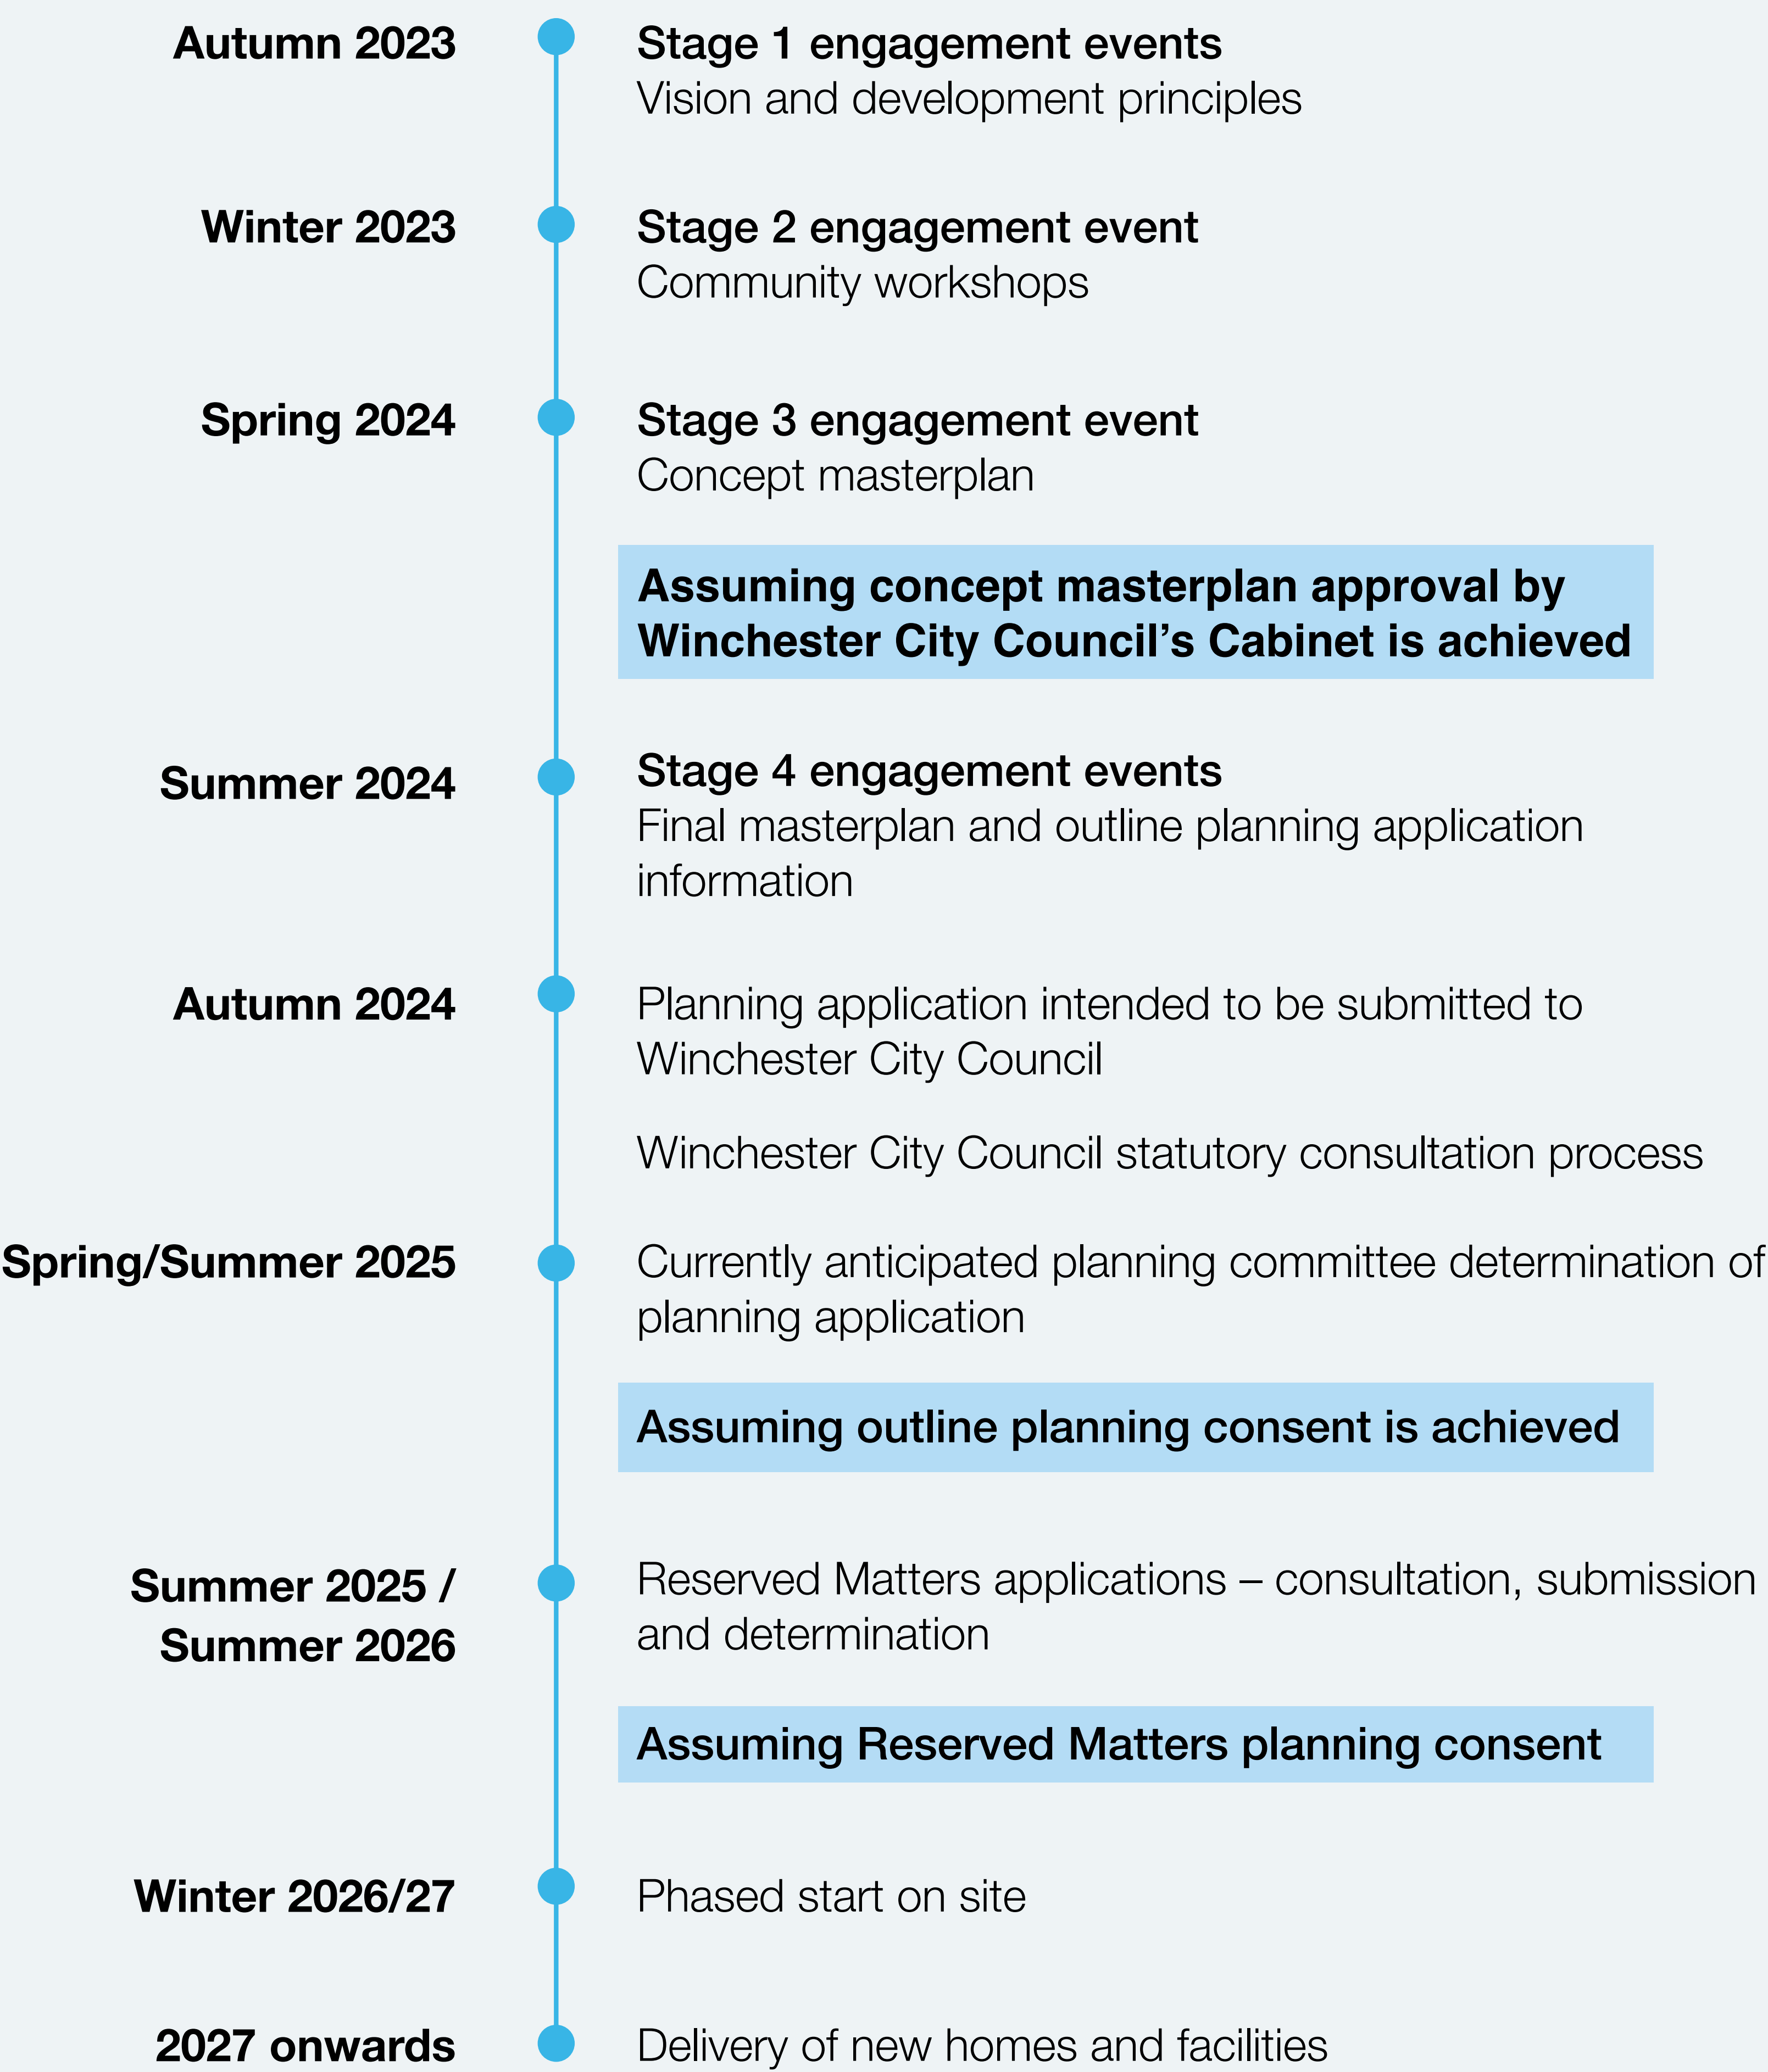 Autumn 2023
Stage 1 engagement events
Vision and development principles
Winter 2023
Stage 2 engagement event
Community workshops
Spring 2024
Stage 3 engagement event
Concept masterplan
Assuming concept masterplan approval by
Winchester City Council’s Cabinet is achieved
Summer 2024
Stage 4 engagement events
Final masterplan and outline planning application
information
Autumn 2024
Planning application intended to be submitted to
Winchester City Council
Winchester City Council statutory consultation process
Spring/Summer 2025
Currently anticipated planning committee determination of
planning application
Assuming outline planning consent is achieved
Summer 2025 /
Summer 2026
Reserved Matters applications – consultation, submission
and determination
Assuming Reserved Matters planning consent
Winter 2026/27
Phased start on site
2027 onwards
Delivery of new homes and facilities